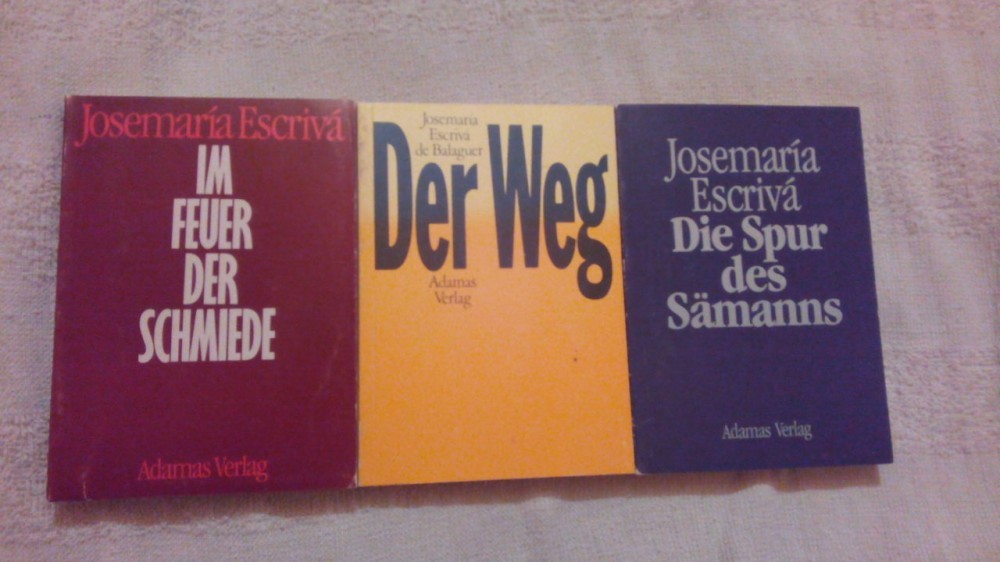 Josemaría Escrivá
IM
FEUER
DER
SCHMIEDE
Adamas Verlag
Josemaria
Escrivá
de Balaguer
Der Weg
Adamas
Verlag
Josemaría
Escrivá
Die Spur
des
Sämanns
Adamas Verlag